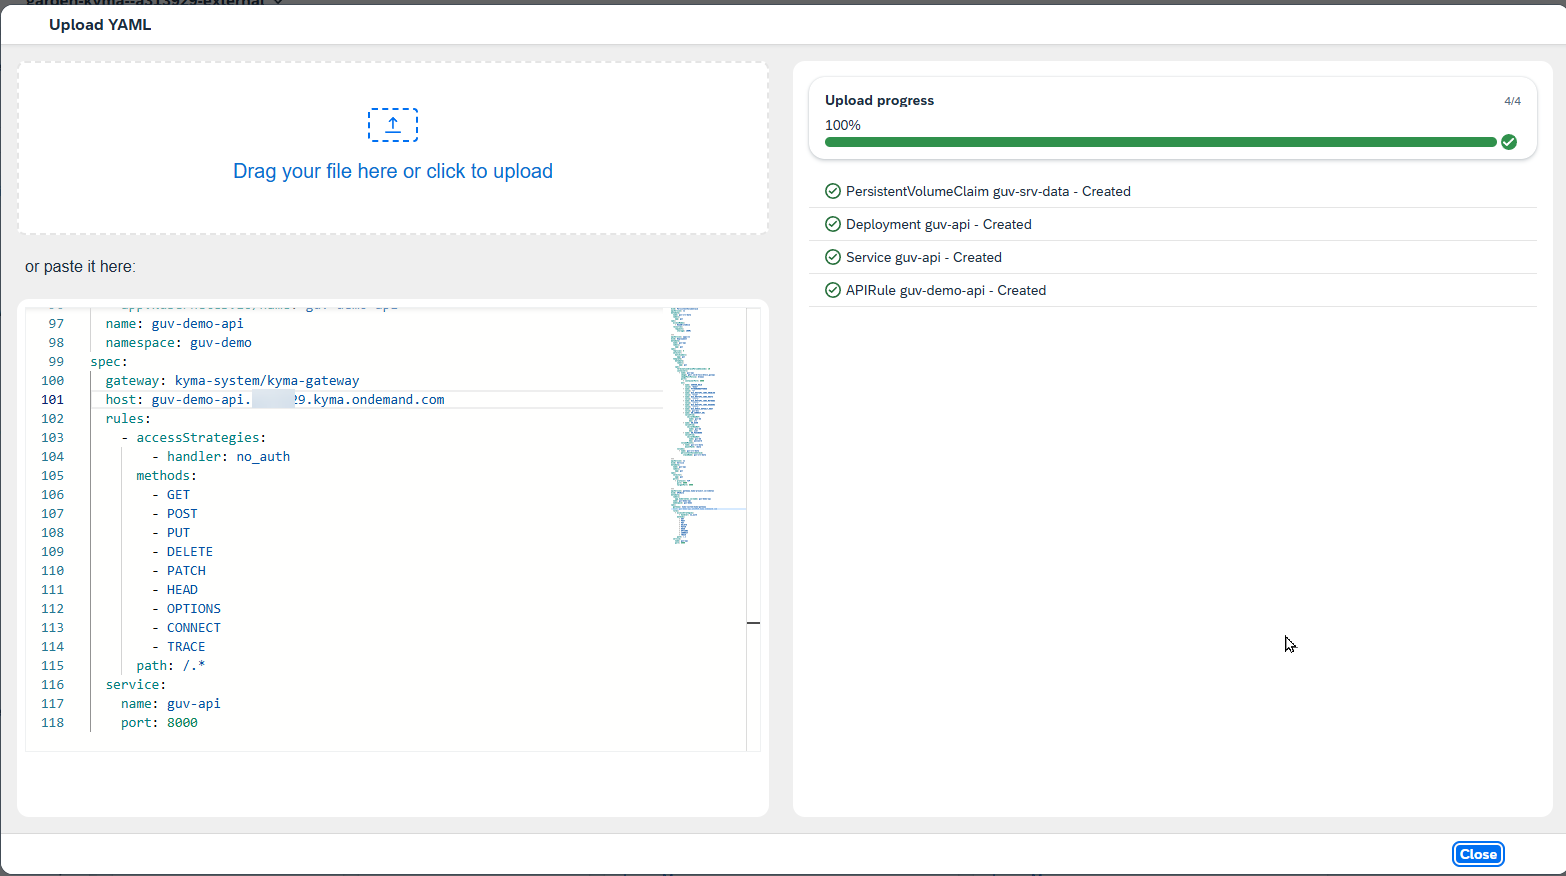 Upload YAML
Drag your file here or click to upload
or paste it here:
97 name: guv-demo-api
98 namespace: guv-demo
99 spec:
100 gateway: kyma-system/kyma-gateway
101 host: guv-demo-api. 29.kyma.ondemand.com
102 rules:
103 - accessStrategies:
104 - handler: no_auth
105 methods:
106 - GET
107 - POST
108 - PUT
109 - DELETE
110 - PATCH
111 - HEAD
112 - OPTIONS
113 - CONNECT
114 - TRACE
115 path: /.*
116 service:
117 name: guv-api
118 port: 8000
Upload progress
4/4
100%
PersistentVolumeClaim guv-srv-data - Created
Deployment guv-api - Created
Service guv-api - Created
APIRule guv-demo-api - Created
Close